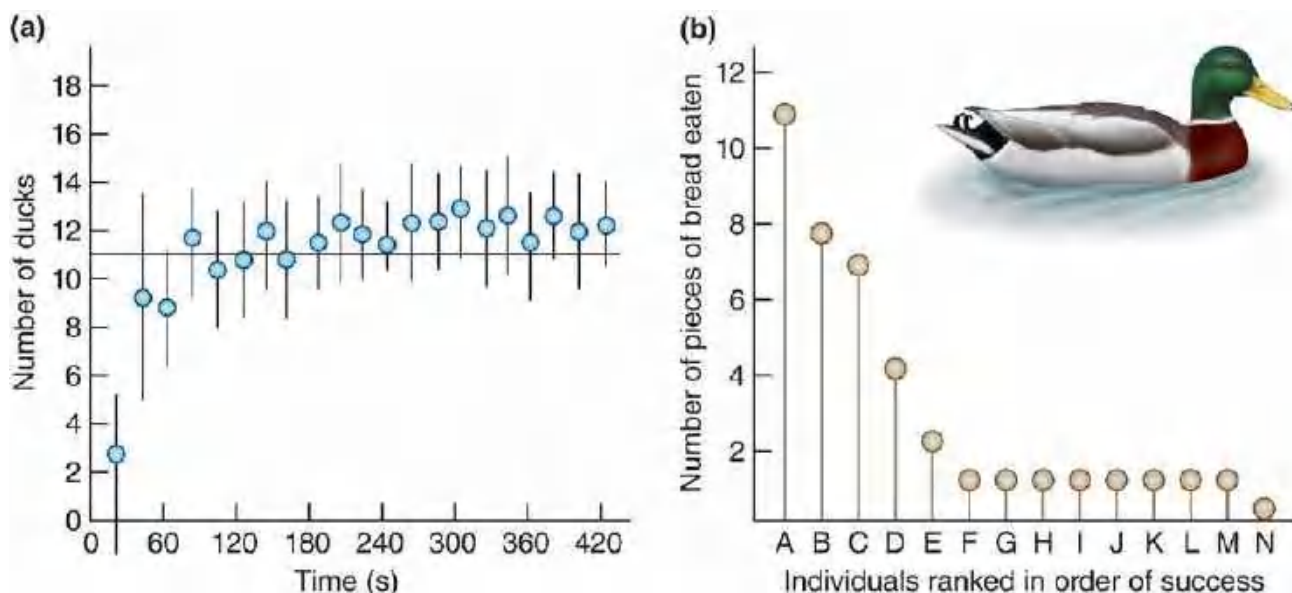 (a)
Number of ducks
18
16
14
12
10
8
6
4
2
0
0 60 120 180 240 300 360 420
Time (s)
(b)
Number of pieces of bread eaten
12
10
8
6
4
2
A B C D E F G H I J K L M N
Individuals ranked in order of success